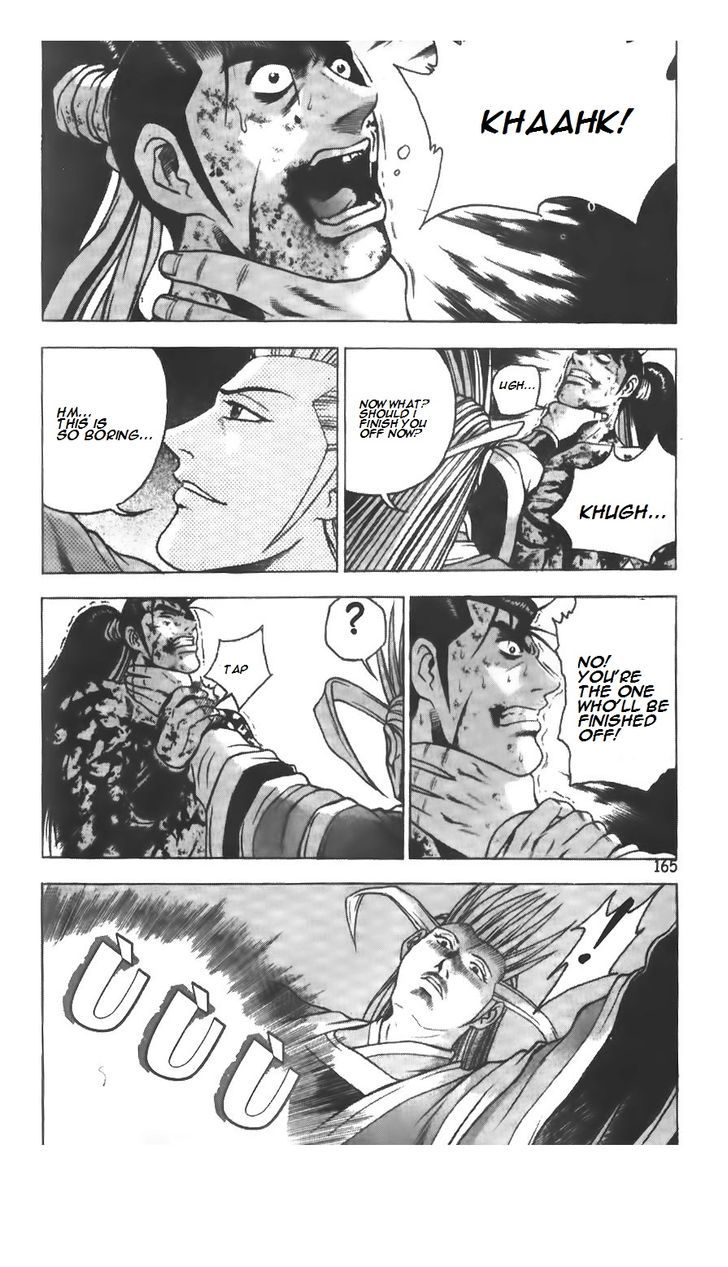 KHAAHK!
HM...
THIS IS
SO BORING...
NOW WHAT?
SHOULD I
FINISH YOU
OFF NOW?
UGH...
KHUGH...
TAP
?
NO!
YOU'RE
THE ONE
WHO'LL BE
FINISHED
OFF!
165
!
Ù Ù Ù